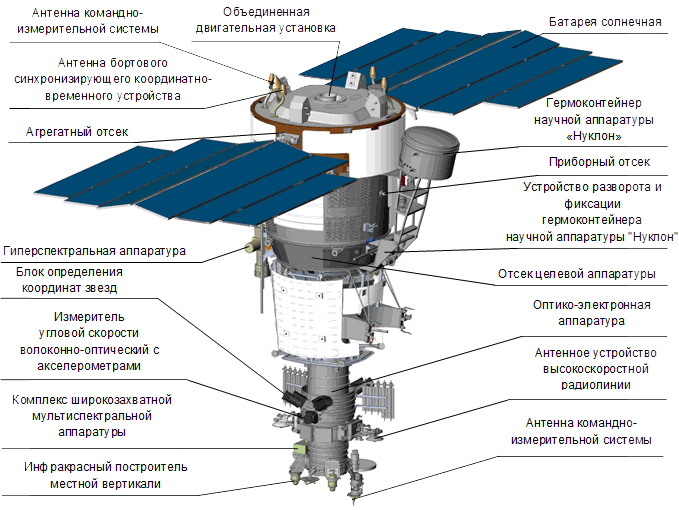 Антенна командно-
измерительной системы
Объединенная
двигательная установка
Батарея солнечная
Антенна бортового
синхронизирующего координатно-
временного устройства
Агрегатный отсек
Гермоконтейнер
научной аппаратуры
«Нуклон»
Приборный отсек
Устройство разворота и
фиксации
гермоконтейнера
научной аппаратуры "Нуклон"
Гиперспектральная аппаратура
Блок определения
координат звезд
Отсек целевой аппаратуры
Измеритель
угловой скорости
волоконно-оптический с
акселерометрами
Оптико-электронная
аппаратура
Антенное устройство
высокоскоростной
радиолинии
Комплекс широкозахватной
мультиспектральной
аппаратуры
Антенна командно-
измерительной системы
Инфракрасный построитель
местной вертикали